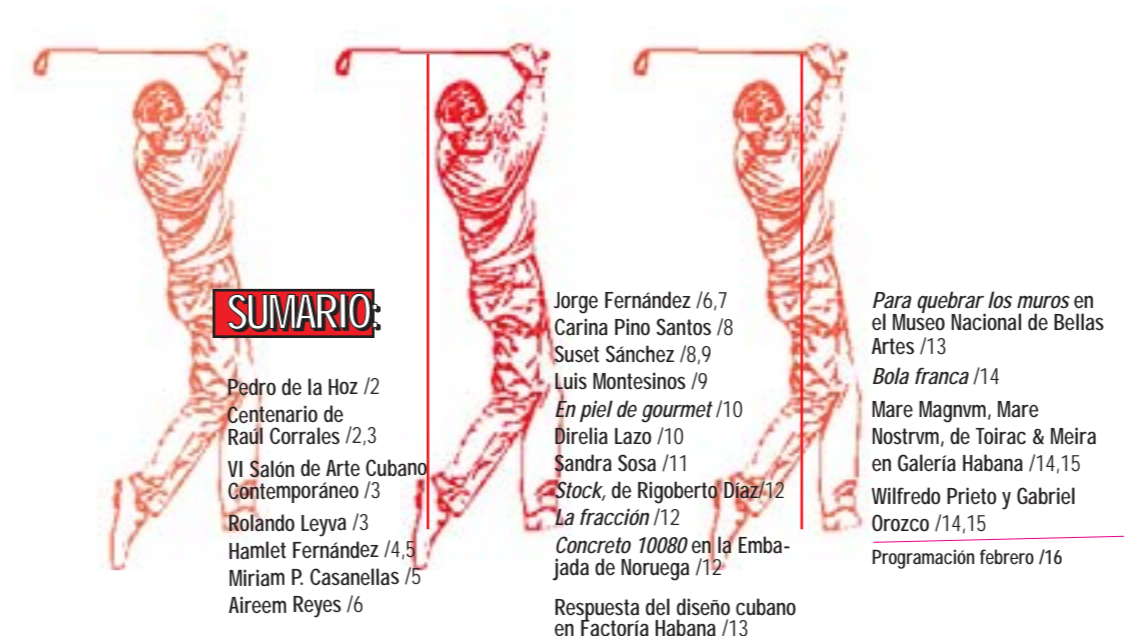 SUMARIO:
Pedro de la Hoz /2
Centenario de
Raúl Corrales /2,3
VI Salón de Arte Cubano
Contemporáneo /3
Rolando Leyva /3
Hamlet Fernández /4,5
Miriam P. Casanellas /5
Aireem Reyes /6
Jorge Fernández /6,7
Carina Pino Santos /8
Suset Sánchez /8,9
Luis Montesinos /9
En piel de gourmet /10
Direlia Lazo /10
Sandra Sosa /11
Stock, de Rigoberto Díaz/12
La fracción /12
Concreto 10080 en la Emba-
jada de Noruega /12
Respuesta del diseño cubano
en Factoría Habana /13
Para quebrar los muros en
el Museo Nacional de Bellas
Artes /13
Bola franca /14
Mare Magnvm, Mare
Nostrvm, de Toirac & Meira
en Galería Habana /14,15
Wilfredo Prieto y Gabriel
Orozco /14,15
Programación febrero /16